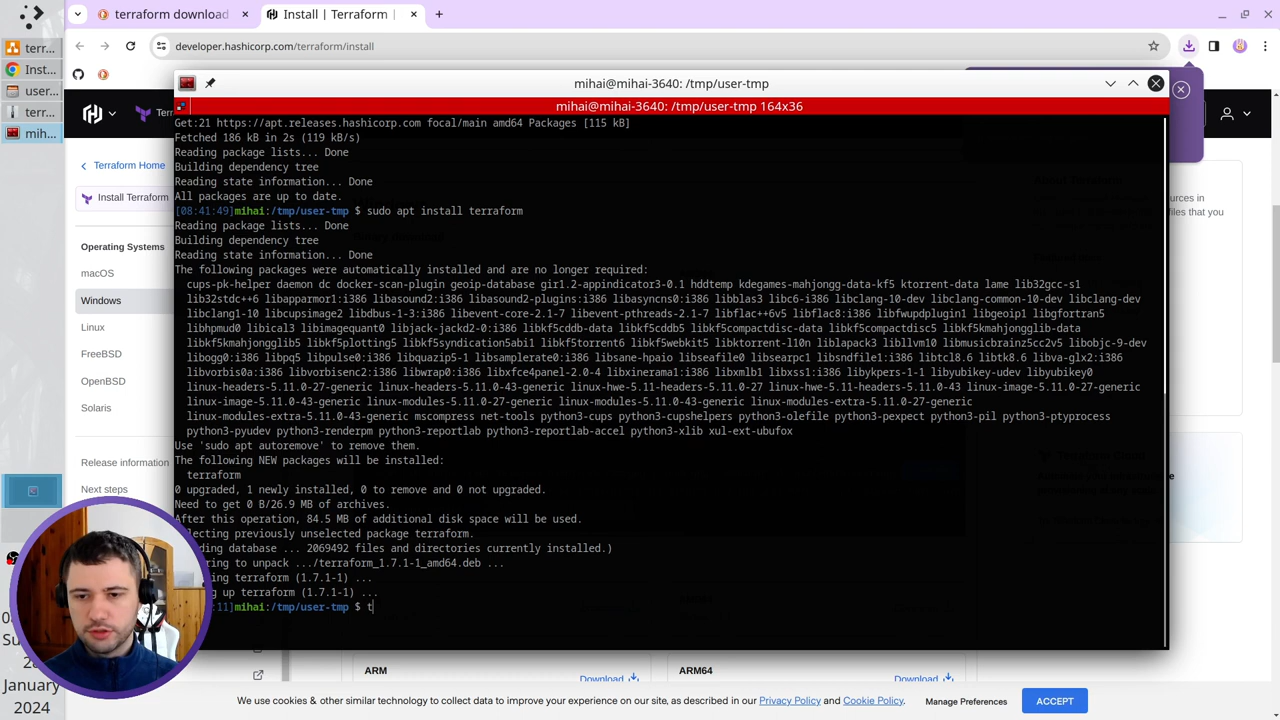 terraform download
Install | Terraform |
developer.hashicorp.com/terraform/install
terr...
Inst...
user...
terr...
mih...
mihai@mihai-3640: /tmp/user-tmp
mihai@mihai-3640: /tmp/user-tmp 164x36
Terraform Home
Install Terraform
Operating Systems
macOS
Windows
Linux
FreeBSD
OpenBSD
Solaris
Release information
Next steps
Get:21 https://apt.releases.hashicorp.com focal/main amd64 Packages [115 kB]
Fetched 186 kB in 2s (119 kB/s)
Reading package lists... Done
Building dependency tree
Reading state information... Done
All packages are up to date.
[08:41:49]mihai:/tmp/user-tmp $ sudo apt install terraform
Reading package lists... Done
Building dependency tree
Reading state information... Done
The following packages were automatically installed and are no longer required:
cups-pk-helper daemon dc docker-scan-plugin geoip-database gir1.2-appindicator3-0.1 hddtemp kdegames-mahjongg-data-kf5 ktorrent-data lame lib32gcc-s1
lib32stdc++6 libapparmor1:i386 libasound2:i386 libasound2-plugins:i386 libasyncns0:i386 libblas3 libc6-i386 libclang-10-dev libclang-common-10-dev libclang-dev
libclang1-10 libcupsimage2 libdbus-1-3:i386 libevent-core-2.1-7 libevent-pthreads-2.1-7 libflac++6v5 libflac8:i386 libfwupdplugin1 libgeoip1 libgfortran5
libhpmud0 libical3 libimagequant0 libjack-jackd2-0:i386 libkf5cddb-data libkf5cddb5 libkf5compactdisc-data libkf5compactdisc5 libkf5kmahjongglib-data
libkf5kmahjongglib5 libkf5plotting5 libkf5syndication5abi1 libkf5torrent6 libkf5webkit5 libktorrent-l10n liblapack3 libllvm10 libmusicbrainz5cc2v5 libobjc-9-dev
libogg0:i386 libpq5 libpulse0:i386 libquazip5-1 libsamplerate0:i386 libsane-hpaio libseafile0 libsearpc1 libsndfile1:i386 libtcl8.6 libtk8.6 libva-glx2:i386
libvorbis0a:i386 libvorbisenc2:i386 libwrap0:i386 libxfce4panel-2.0-4 libxinerama1:i386 libxmlb1 libxss1:i386 libykpers-1-1 libyubikey-udev libyubikey0
linux-headers-5.11.0-27-generic linux-headers-5.11.0-43-generic linux-hwe-5.11-headers-5.11.0-27 linux-hwe-5.11-headers-5.11.0-43 linux-image-5.11.0-27-generic
linux-image-5.11.0-43-generic linux-modules-5.11.0-27-generic linux-modules-5.11.0-43-generic linux-modules-extra-5.11.0-27-generic
linux-modules-extra-5.11.0-43-generic mscompress net-tools python3-cups python3-cupshelpers python3-olefile python3-pexpect python3-pil python3-ptyprocess
python3-pyudev python3-renderpm python3-reportlab python3-reportlab-accel python3-xlib xul-ext-ubufox
Use 'sudo apt autoremove' to remove them.
The following NEW packages will be installed:
terraform
0 upgraded, 1 newly installed, 0 to remove and 0 not upgraded.
Need to get 0 B/26.9 MB of archives.
After this operation, 84.5 MB of additional disk space will be used.
electing previously unselected package terraform.
ding database ... 2069492 files and directories currently installed.)
ring to unpack .../terraform_1.7.1-1_amd64.deb ...
ing terraform (1.7.1-1) ...
g up terraform (1.7.1-1) ...
:11]mihai:/tmp/user-tmp $ t
ARM
Download
ARM64
Download
January
2024
We use cookies & other similar technology to collect data to improve your experience on our site, as described in our Privacy Policy and Cookie Policy.
Manage Preferences
ACCEPT